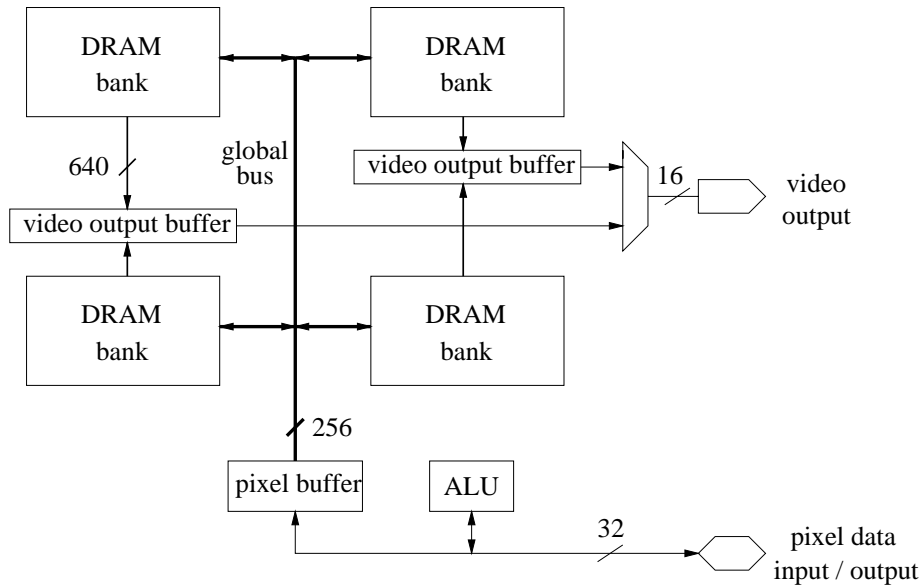 DRAM
bank
DRAM
bank
640
global
bus
video output buffer
16
video
output
video output buffer
DRAM
bank
DRAM
bank
256
pixel buffer
ALU
32
pixel data
input / output